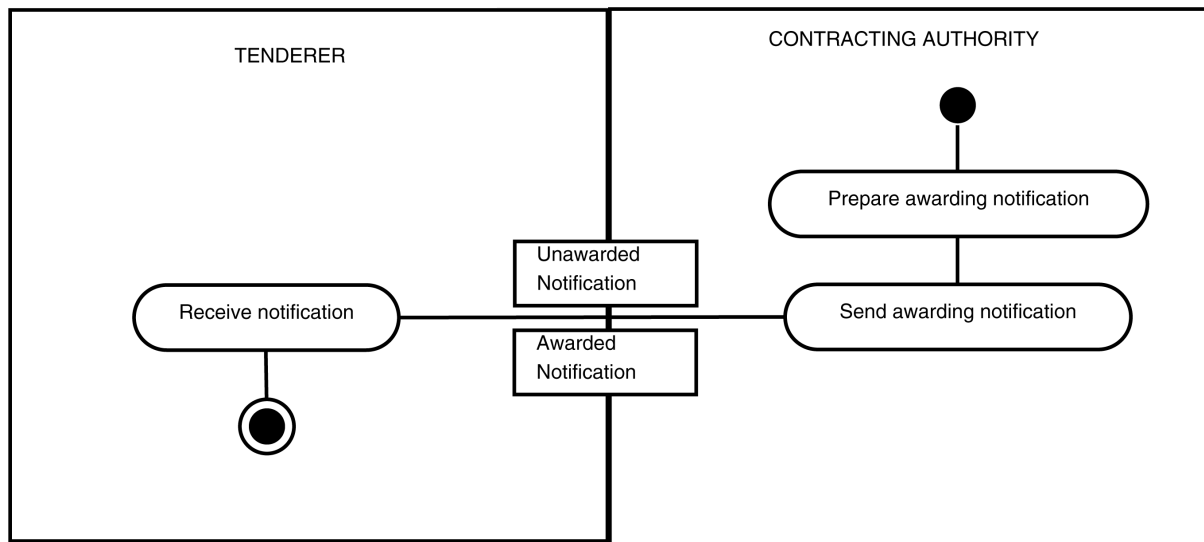 TENDERER
CONTRACTING AUTHORITY
Prepare awarding notification
Unawarded
Notification
Receive notification
Send awarding notification
Awarded
Notification